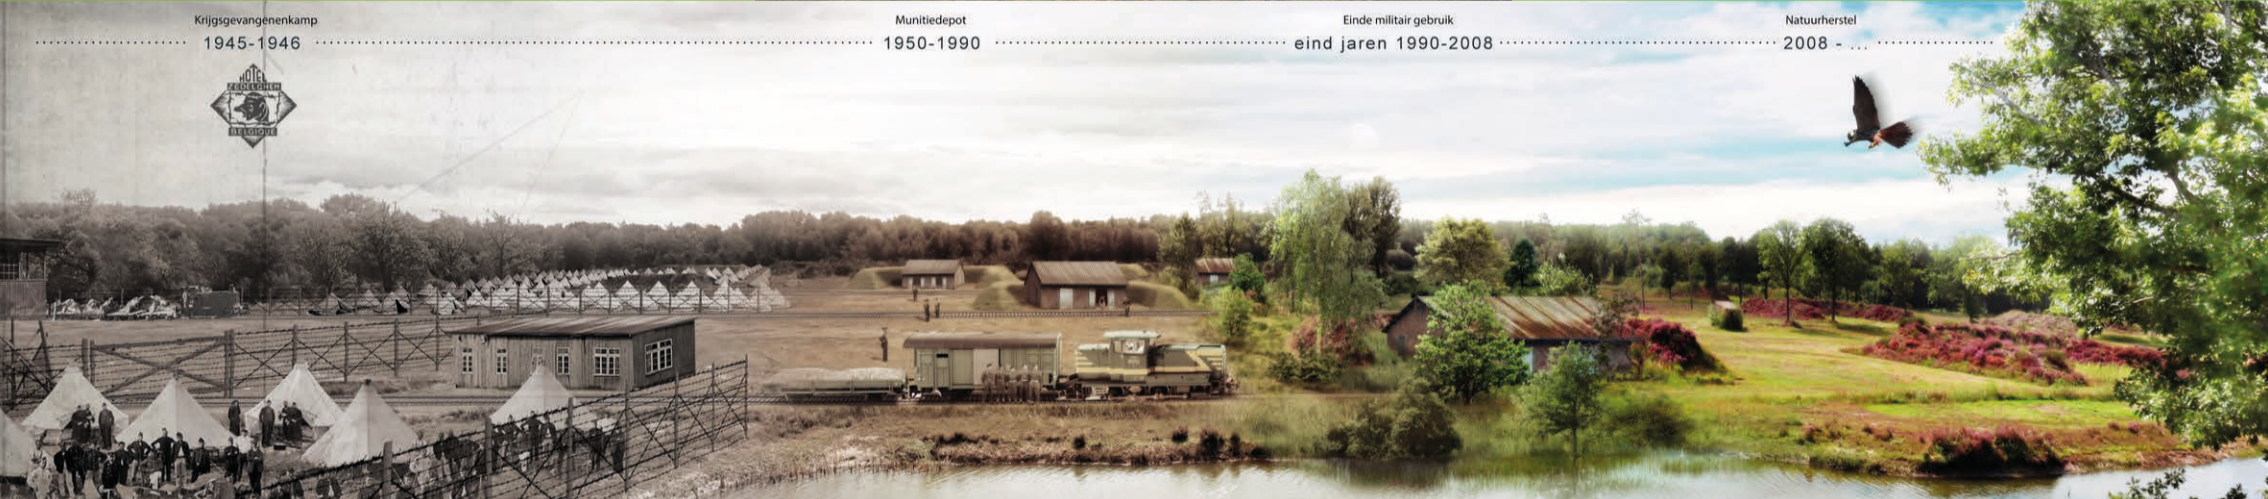 Krijgsgevangenenkamp
1945-1946
Munitiedepot
1950-1990
Einde militair gebruik
eind jaren 1990-2008
Natuurherstel
2008 - ...
HOTEL
ZEDELGHEM
BELGIQUE